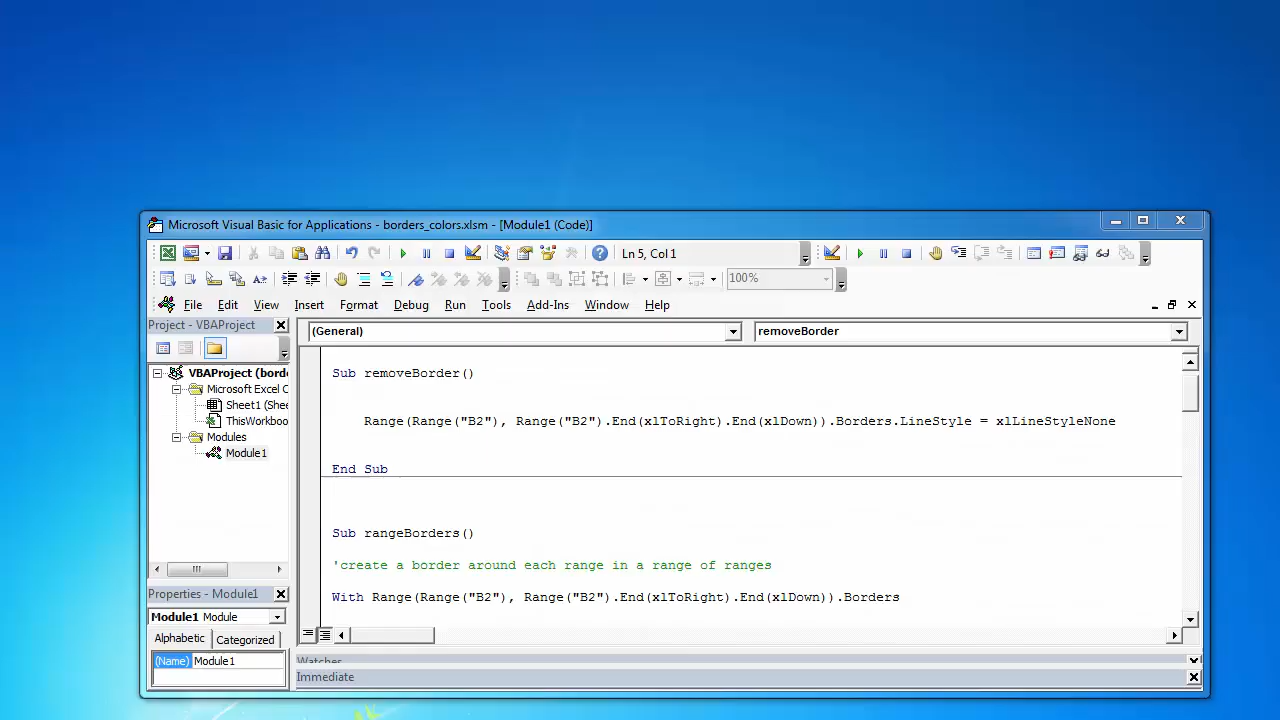 Microsoft Visual Basic for Applications - borders_colors.xlsm - [Module1 (Code)]
Ln 5, Col 1
100%
File Edit View Insert Format Debug Run Tools Add-Ins Window Help
Project - VBAProject
(General)
removeBorder
VBAProject (bord
Microsoft Excel C
Sheet1 (She
ThisWorkboo
Modules
Module1
Sub removeBorder()
Range(Range("B2"), Range("B2").End(xlToRight).End(xlDown)).Borders.LineStyle = xlLineStyleNone
End Sub
Sub rangeBorders()
'create a border around each range in a range of ranges
With Range(Range("B2"), Range("B2").End(xlToRight).End(xlDown)).Borders
Properties - Module1
Module1 Module
Alphabetic Categorized
(Name) Module1
Watches
Immediate